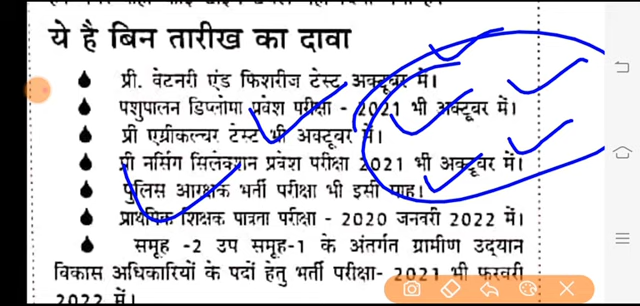 ये है बिन तारीख का दावा
प्री. वेटनरी एंड फिशरीज टेस्ट अक्टूबर में।
पशुपालन डिप्लोमा प्रवेश परीक्षा - 2021 भी अक्टूबर में।
प्री एग्रीकल्चर टेस्ट भी अक्टूबर में।
प्री नर्सिंग सिलेक्शन प्रवेश परीक्षा 2021 भी अक्टूबर में।
पुलिस आरक्षक भर्ती परीक्षा भी इसी माह।
प्राथमिक शिक्षक पात्रता परीक्षा - 2020 जनवरी 2022 में।
समूह -2 उप समूह-1 के अंतर्गत ग्रामीण उद्यान
विकास अधिकारियों के पदों हेतु भर्ती परीक्षा- 2021 भी फरवरी
2022 में।